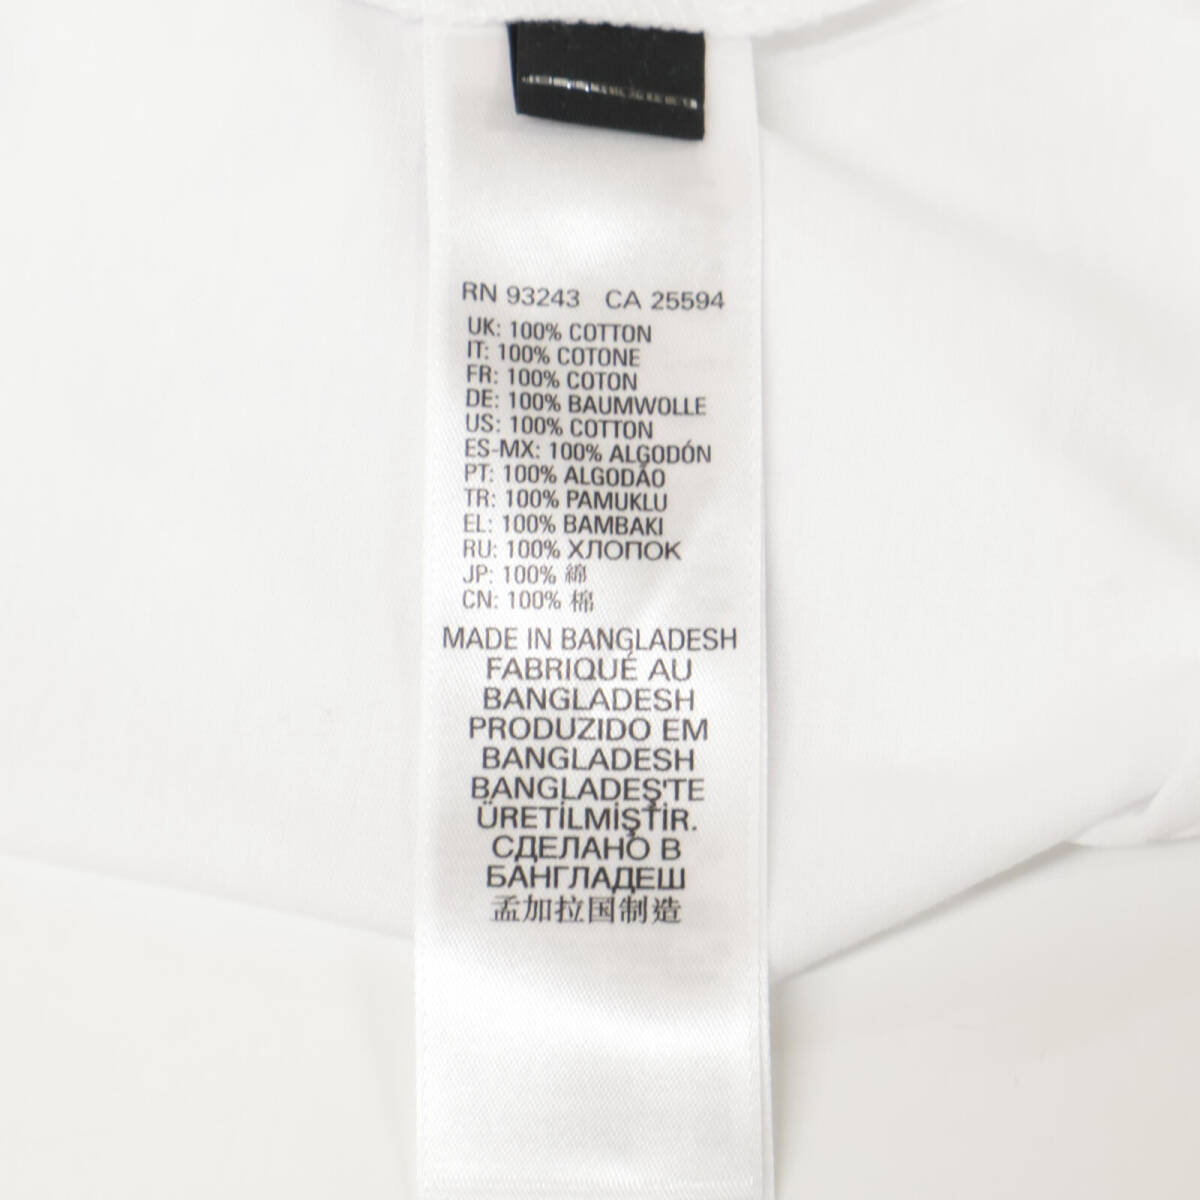 RN 93243 CA 25594
UK: 100% COTTON
IT: 100% COTONE
FR: 100% COTON
DE: 100% BAUMWOLLE
US: 100% COTTON
ES-MX: 100% ALGODÓN
PT: 100% ALGODÃO
TR: 100% PAMUKLU
EL: 100% BAMBAKI
RU: 100% ХЛОПОК
JP: 100% 綿
CN: 100% 棉
MADE IN BANGLADESH
FABRIQUÉ AU
BANGLADESH
PRODUZIDO EM
BANGLADESH
BANGLADEŞ'TE
ÜRETİLMİŞTİR.
СДЕЛАНО В
БАНГЛАДЕШ
孟加拉国制造